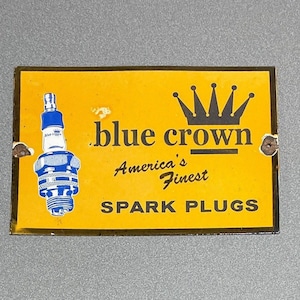 blue crown
America's
Finest
SPARK PLUGS